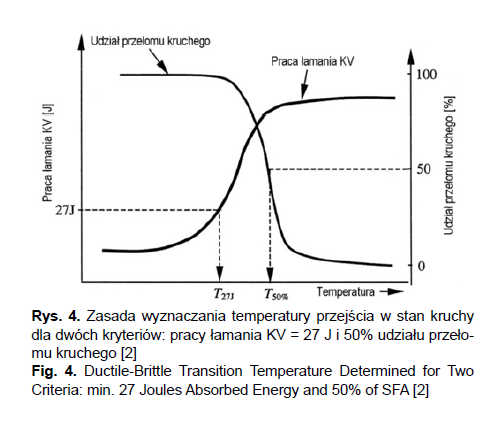 Udział przełomu kruchego
Praca łamania KV
100
Praca łamania KV [J]
Udział przełomu kruchego [%]
50
27J
0
T27J
T50%
Temperatura
Rys. 4. Zasada wyznaczania temperatury przejścia w stan kruchy
dla dwóch kryteriów: pracy łamania KV = 27 J i 50% udziału przeło-
mu kruchego [2]
Fig. 4. Ductile-Brittle Transition Temperature Determined for Two
Criteria: min. 27 Joules Absorbed Energy and 50% of SFA [2]